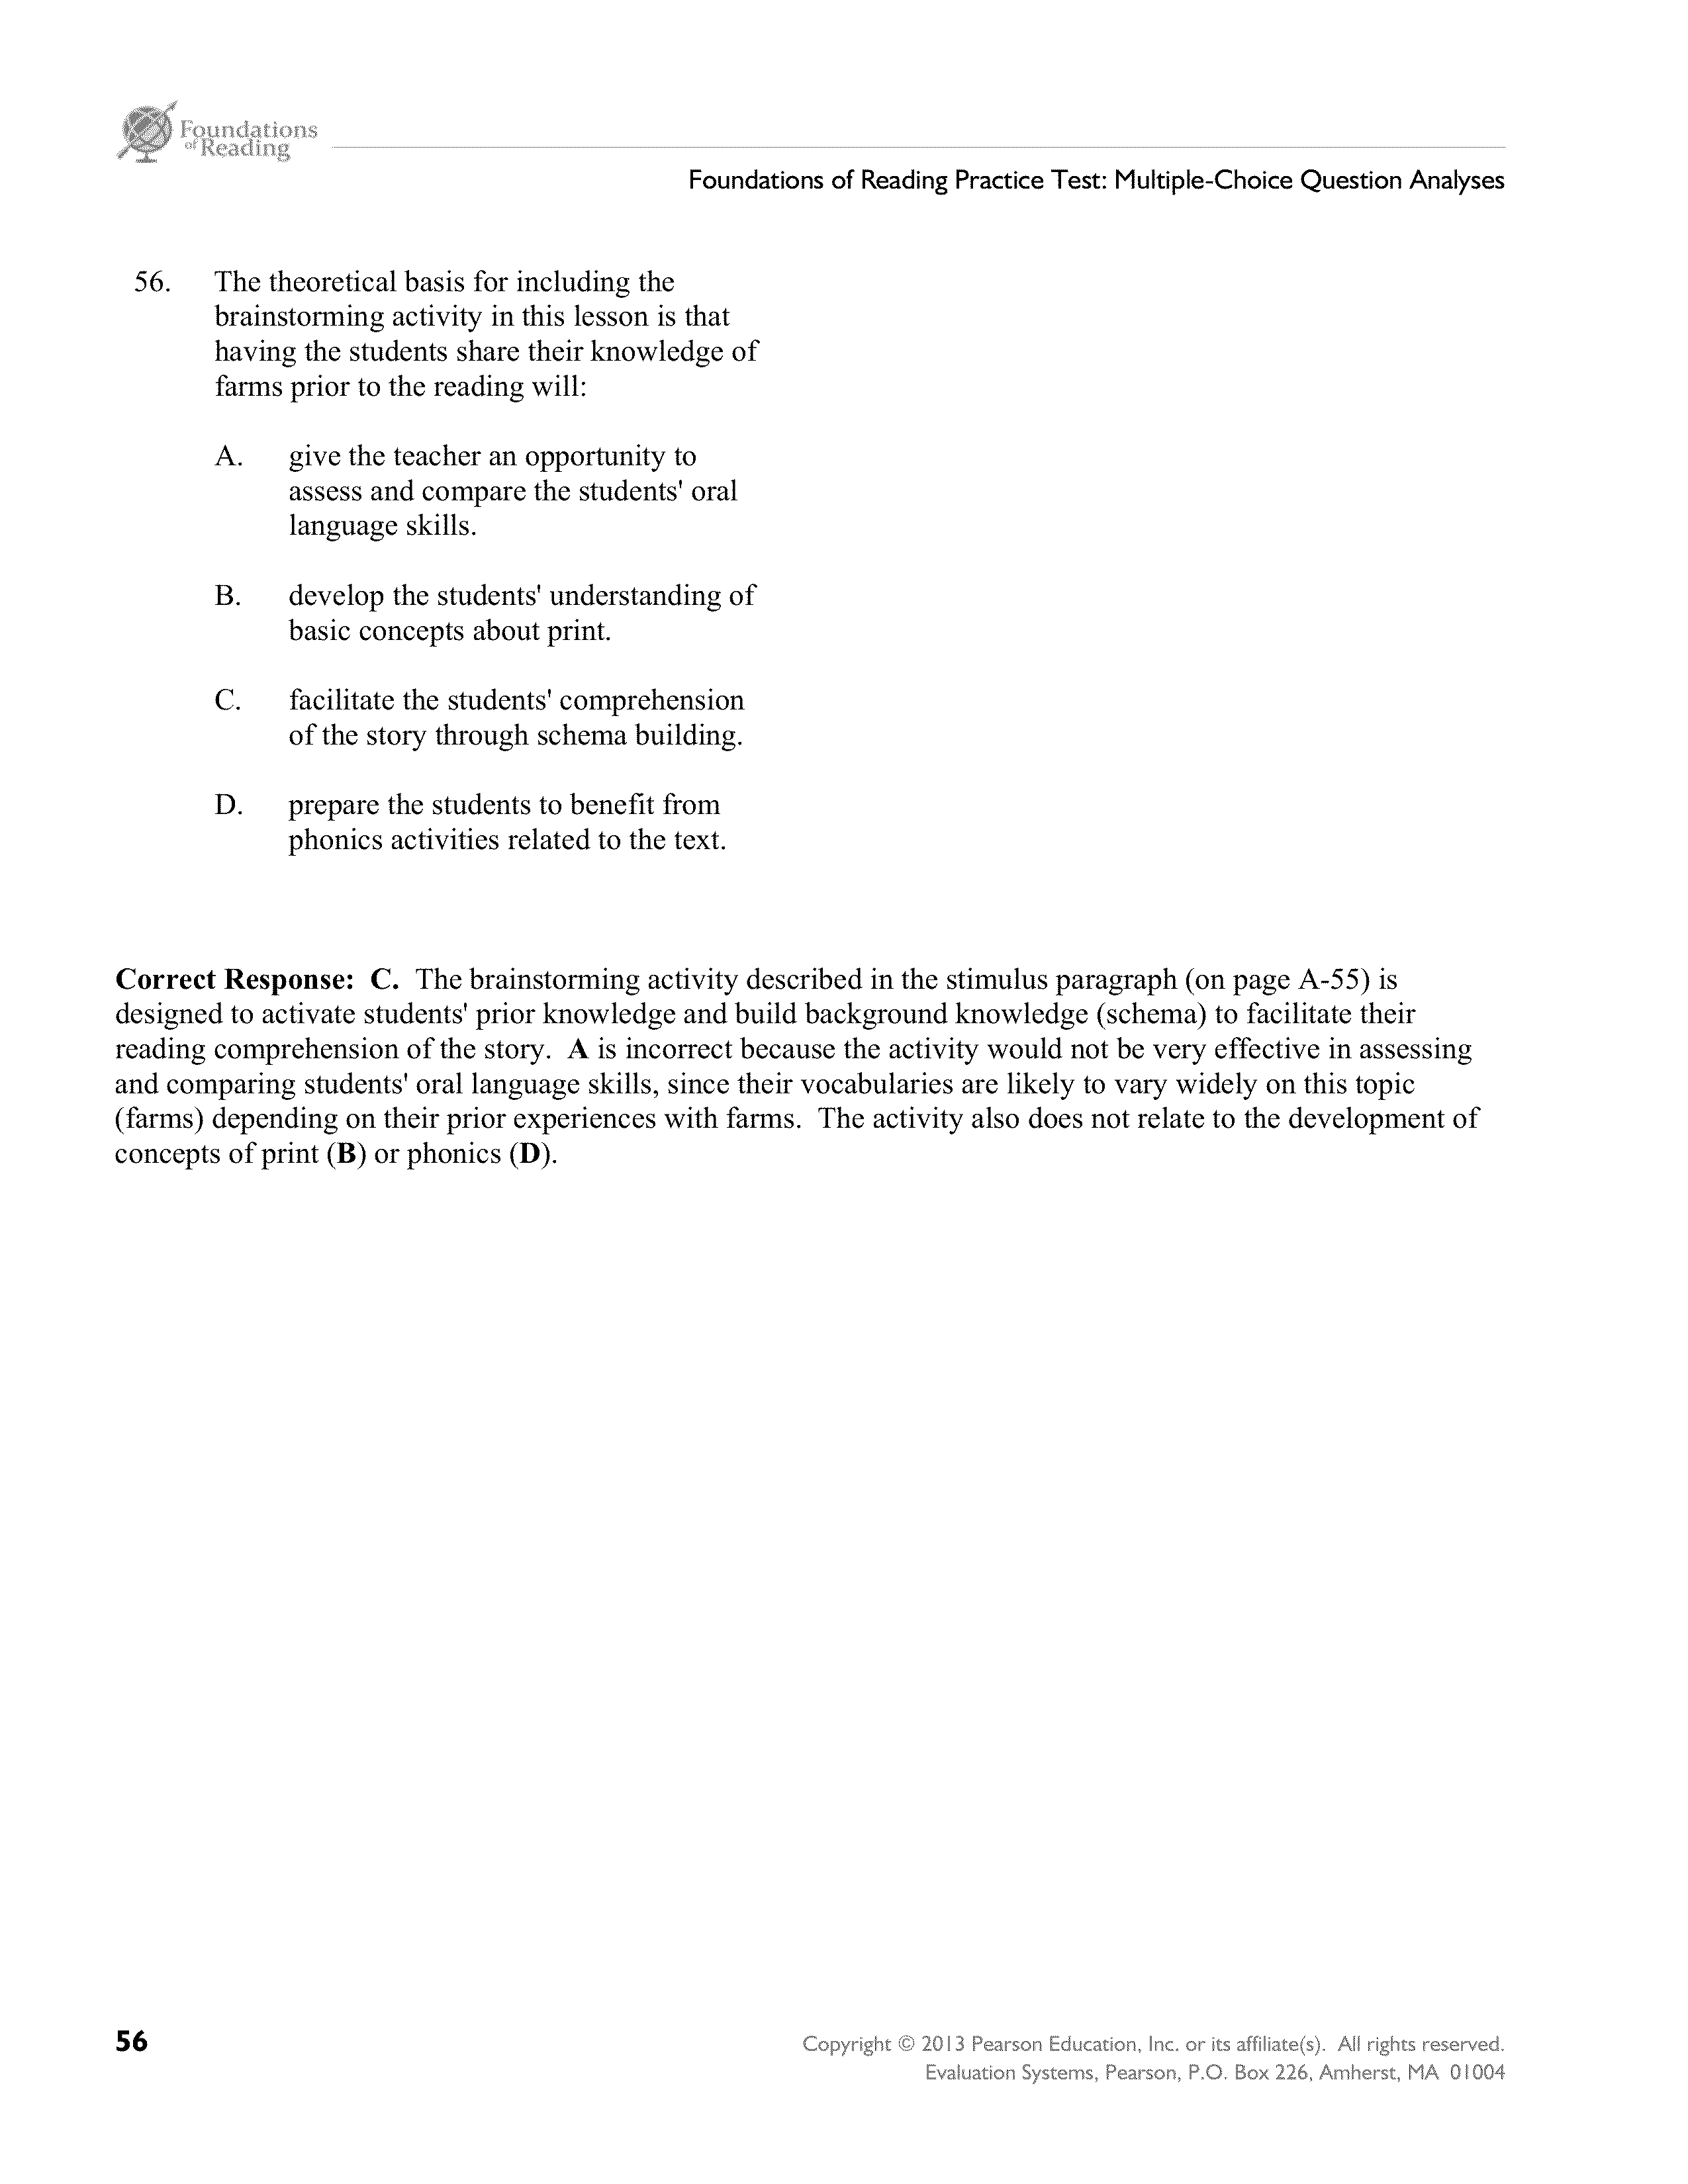 Foundations
of Reading
Foundations of Reading Practice Test: Multiple-Choice Question Analyses
56. The theoretical basis for including the
brainstorming activity in this lesson is that
having the students share their knowledge of
farms prior to the reading will:
A. give the teacher an opportunity to
assess and compare the students' oral
language skills.
B. develop the students' understanding of
basic concepts about print.
C. facilitate the students' comprehension
of the story through schema building.
D. prepare the students to benefit from
phonics activities related to the text.
Correct Response: C. The brainstorming activity described in the stimulus paragraph (on page A-55) is
designed to activate students' prior knowledge and build background knowledge (schema) to facilitate their
reading comprehension of the story. A is incorrect because the activity would not be very effective in assessing
and comparing students' oral language skills, since their vocabularies are likely to vary widely on this topic
(farms) depending on their prior experiences with farms. The activity also does not relate to the development of
concepts of print (B) or phonics (D).
56
Copyright © 2013 Pearson Education, Inc. or its affiliate(s). All rights reserved.
Evaluation Systems, Pearson, P.O. Box 226, Amherst, MA 01004